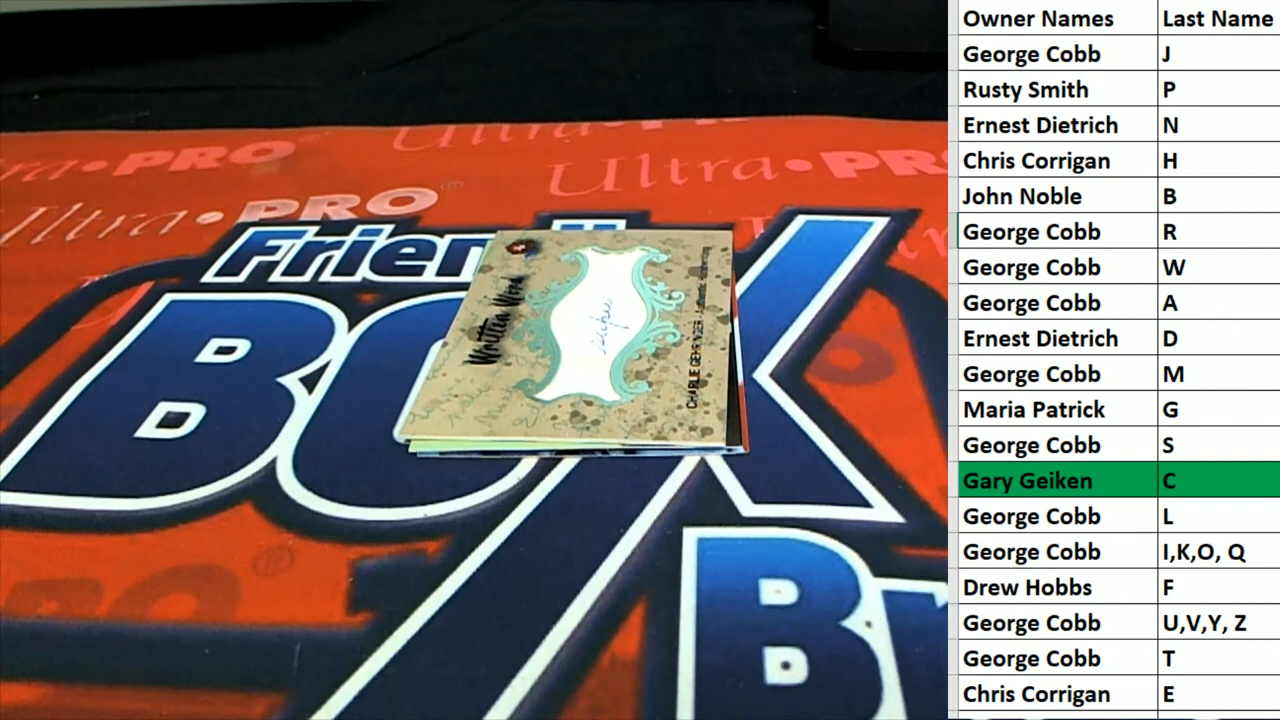 Owner Names Last Name
George Cobb J
Rusty Smith P
Ernest Dietrich N
Chris Corrigan H
John Noble B
George Cobb R
George Cobb W
George Cobb A
Ernest Dietrich D
George Cobb M
Maria Patrick G
George Cobb S
Gary Geiken C
George Cobb L
George Cobb I,K,O, Q
Drew Hobbs F
George Cobb U,V,Y, Z
George Cobb T
Chris Corrigan E
Ultra•PRO
Ultra•PRO
Ultra•PRO®
Written Word
CHARLIE GEHRINGER - Authentic Handwriting